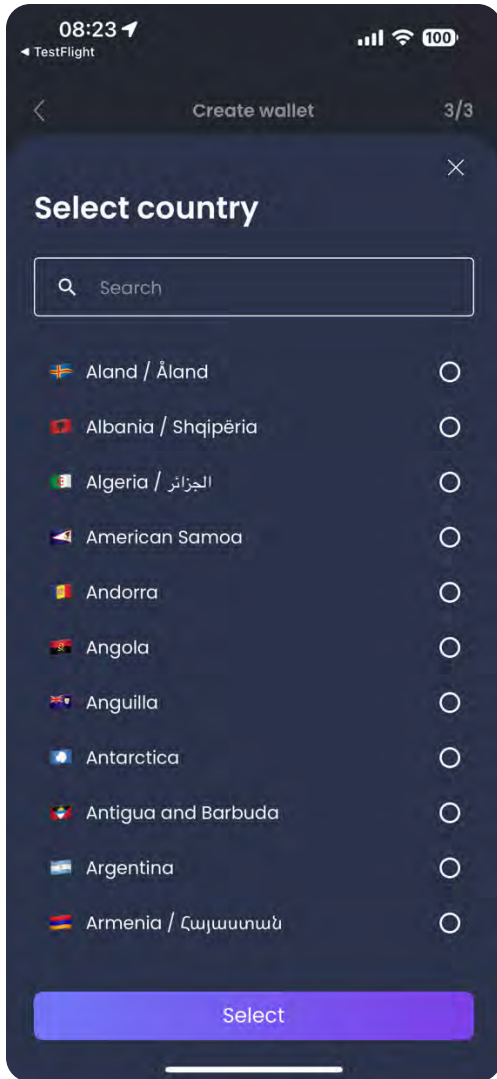 08:23
100
◀ TestFlight
Create wallet
3/3
Select country
Search
Aland / Åland
Albania / Shqipëria
Algeria / الجزائر
American Samoa
Andorra
Angola
Anguilla
Antarctica
Antigua and Barbuda
Argentina
Armenia / Հայաստան
Select